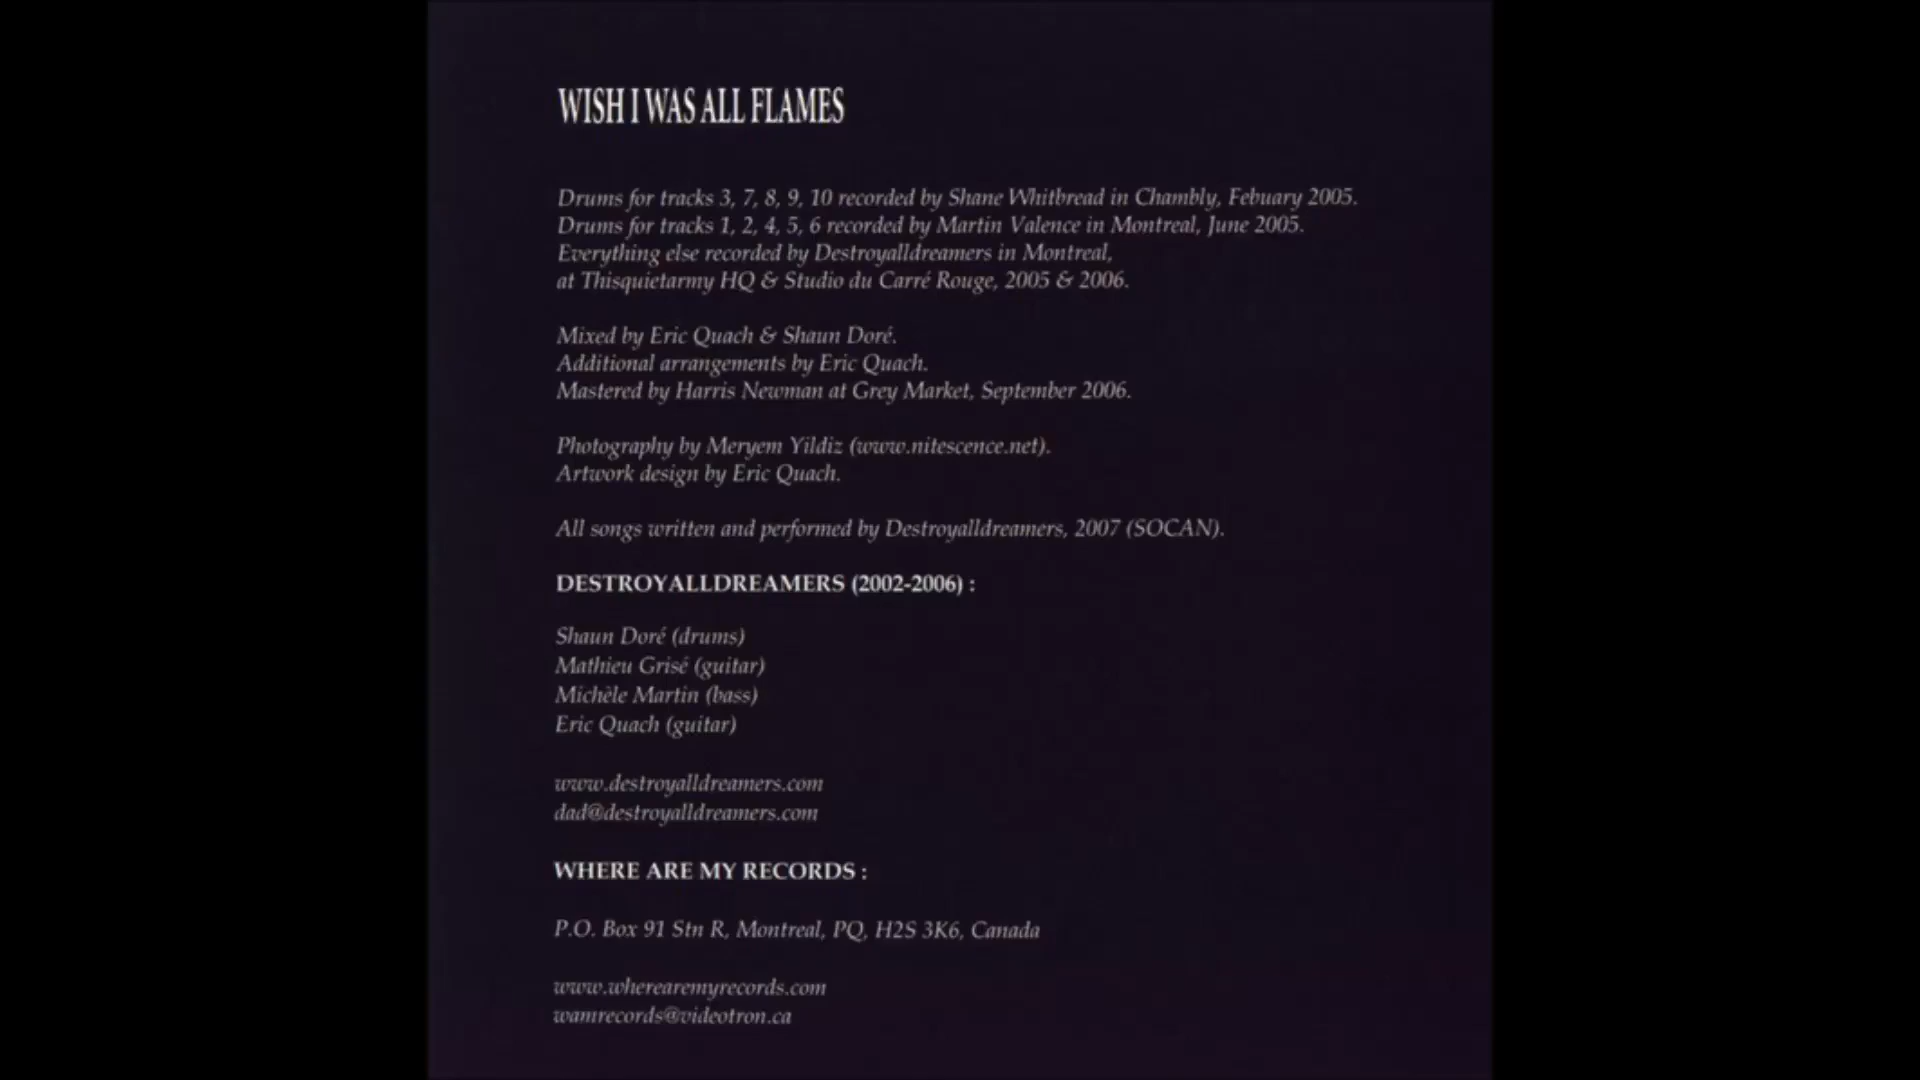 WISH I WAS ALL FLAMES
Drums for tracks 3, 7, 8, 9, 10 recorded by Shane Whitbread in Chambly, Febuary 2005.
Drums for tracks 1, 2, 4, 5, 6 recorded by Martin Valence in Montreal, June 2005.
Everything else recorded by Destroyalldreamers in Montreal,
at Thisquietarmy HQ & Studio du Carré Rouge, 2005 & 2006.
Mixed by Eric Quach & Shaun Doré.
Additional arrangements by Eric Quach.
Mastered by Harris Newman at Grey Market, September 2006.
Photography by Meryem Yildiz (www.nitescence.net).
Artwork design by Eric Quach.
All songs written and performed by Destroyalldreamers, 2007 (SOCAN).
DESTROYALLDREAMERS (2002-2006) :
Shaun Doré (drums)
Mathieu Grisé (guitar)
Michèle Martin (bass)
Eric Quach (guitar)
www.destroyalldreamers.com
dad@destroyalldreamers.com
WHERE ARE MY RECORDS :
P.O. Box 91 Stn R, Montreal, PQ, H2S 3K6, Canada
www.wherearemyrecords.com
wamrecords@videotron.ca